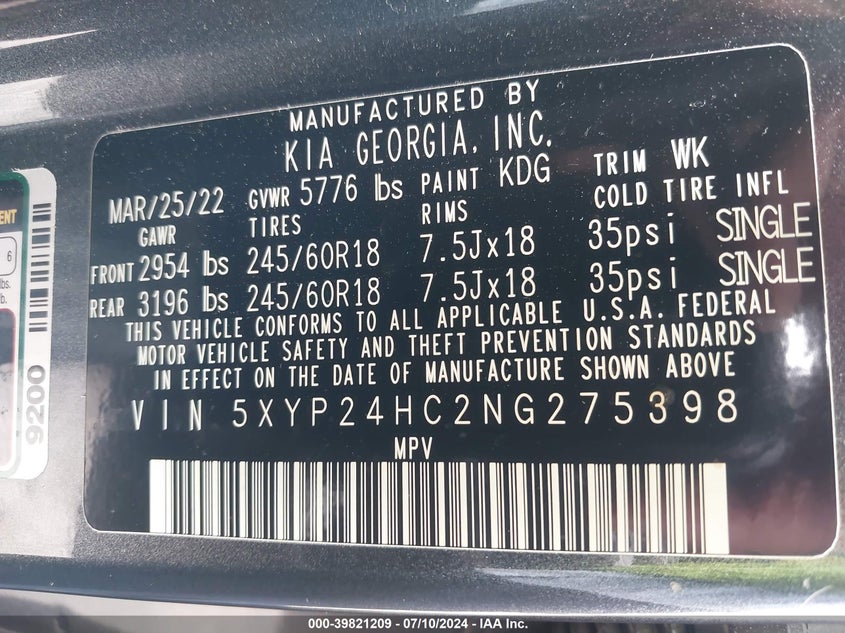 MANUFACTURED BY
KIA GEORGIA, INC.
MAR/25/22 GVWR 5776 lbs PAINT KDG TRIM WK
GAWR TIRES RIMS COLD TIRE INFL
FRONT 2954 lbs 245/60R18 7.5Jx18 35psi SINGLE
REAR 3196 lbs 245/60R18 7.5Jx18 35psi SINGLE
THIS VEHICLE CONFORMS TO ALL APPLICABLE U.S.A. FEDERAL
MOTOR VEHICLE SAFETY AND THEFT PREVENTION STANDARDS
IN EFFECT ON THE DATE OF MANUFACTURE SHOWN ABOVE
VIN 5XYP24HC2NG275398
MPV
6
lbs.
9200
000-39821209 - 07/10/2024 - IAA Inc.